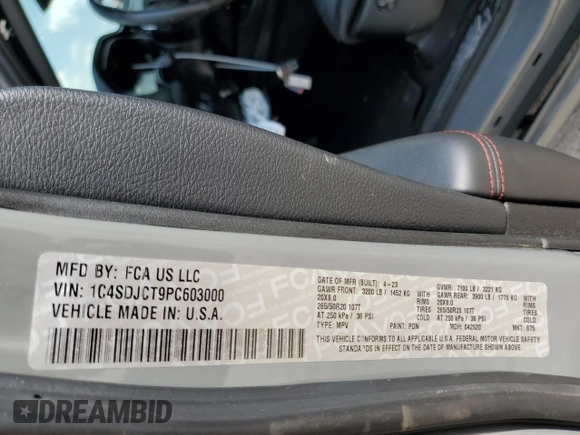 MFD BY: FCA US LLC
VIN: 1C4SDJCT9PC603000
VEHICLE MADE IN: U.S.A.
DATE OF MFR (BUILT): 4-23
GVWR: 7100 LB / 3221 KG
GAWR FRONT: 3200 LB / 1452 KG
GAWR REAR: 3900 LB / 1770 KG
20X8.0 RIMS
20X8.0 RIMS
265/50R20 107T TIRES
265/50R20 107T TIRES
AT 250 kPa / 36 PSI
AT 250 kPa / 36 PSI
TYPE: MPV PAINT: PDN MDH: 042520 MKT: 675
THIS VEHICLE CONFORMS TO ALL APPLICABLE U.S.A. FEDERAL MOTOR VEHICLE SAFETY
STANDARDS IN EFFECT ON THE DATE OF MANUFACTURE SHOWN ABOVE.
DREAMBID